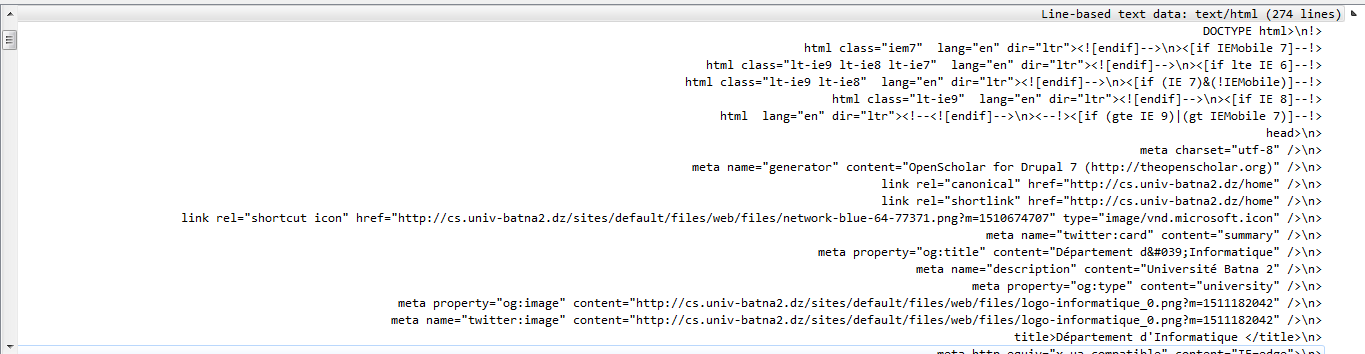 Line-based text data: text/html (274 lines)
DOCTYPE html>\n!>
html class="iem7"  lang="en" dir="ltr"><![endif]-->\n><[if IEMobile 7]--!>
html class="lt-ie9 lt-ie8 lt-ie7"  lang="en" dir="ltr"><![endif]-->\n><[if lte IE 6]--!>
html class="lt-ie9 lt-ie8"  lang="en" dir="ltr"><![endif]-->\n><[if (IE 7)&(!IEMobile)]--!>
html class="lt-ie9"  lang="en" dir="ltr"><![endif]-->\n><[if IE 8]--!>
html  lang="en" dir="ltr"><!--<![endif]-->\n><--!><[if (gte IE 9)|(gt IEMobile 7)]--!>
head>\n>
meta charset="utf-8" />\n>
meta name="generator" content="OpenScholar for Drupal 7 (http://theopenscholar.org)" />\n>
link rel="canonical" href="http://cs.univ-batna2.dz/home" />\n>
link rel="shortlink" href="http://cs.univ-batna2.dz/home" />\n>
link rel="shortcut icon" href="http://cs.univ-batna2.dz/sites/default/files/web/files/network-blue-64-77371.png?m=1510674707" type="image/vnd.microsoft.icon" />\n>
meta name="twitter:card" content="summary" />\n>
meta property="og:title" content="Département d&#039;Informatique" />\n>
meta name="description" content="Université Batna 2" />\n>
meta property="og:type" content="university" />\n>
meta property="og:image" content="http://cs.univ-batna2.dz/sites/default/files/web/files/logo-informatique_0.png?m=1511182042" />\n>
meta name="twitter:image" content="http://cs.univ-batna2.dz/sites/default/files/web/files/logo-informatique_0.png?m=1511182042" />\n>
title>Département d'Informatique </title>\n>
meta http-equiv="x-ua-compatible" content="IE=edge">\n>